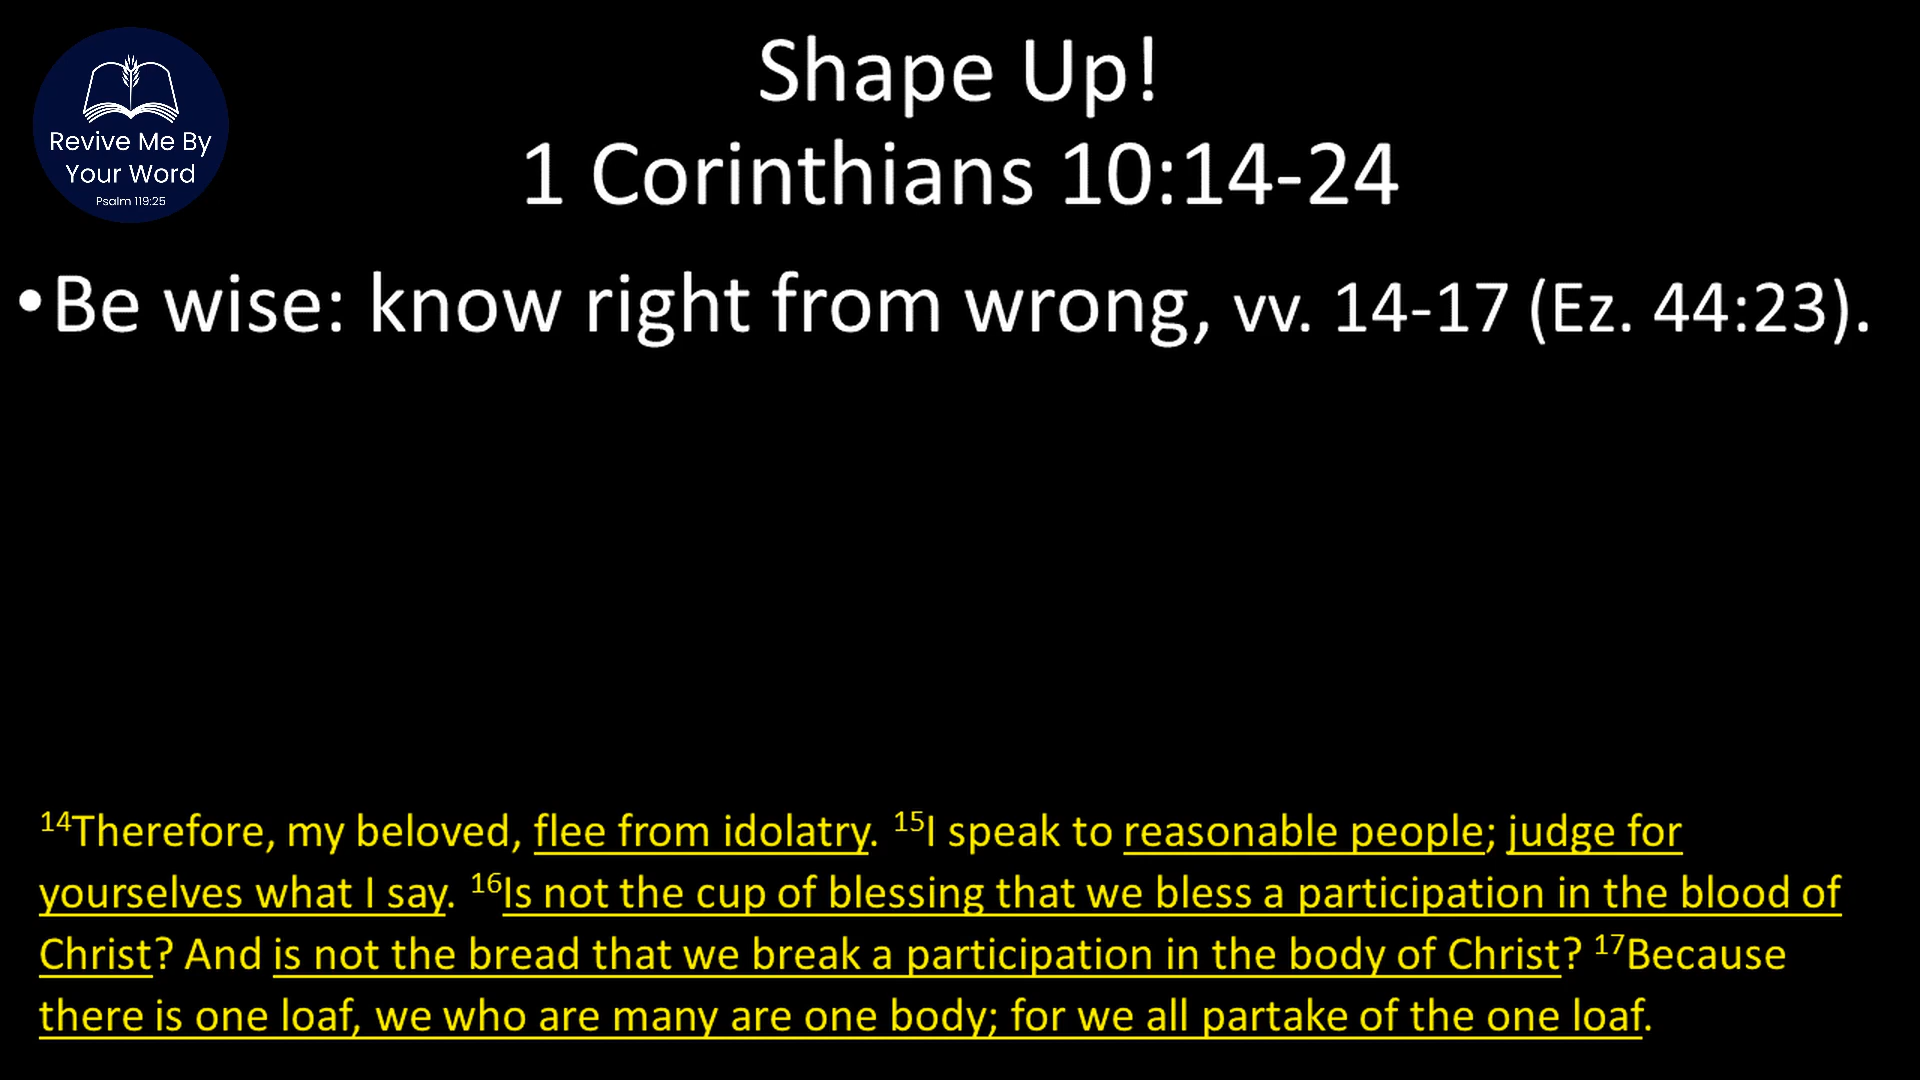 Revive Me By
Your Word
Psalm 119:25
Shape Up!
1 Corinthians 10:14-24
•Be wise: know right from wrong, vv. 14-17 (Ez. 44:23).
14Therefore, my beloved, flee from idolatry. 15I speak to reasonable people; judge for
yourselves what I say. 16Is not the cup of blessing that we bless a participation in the blood of
Christ? And is not the bread that we break a participation in the body of Christ? 17Because
there is one loaf, we who are many are one body; for we all partake of the one loaf.